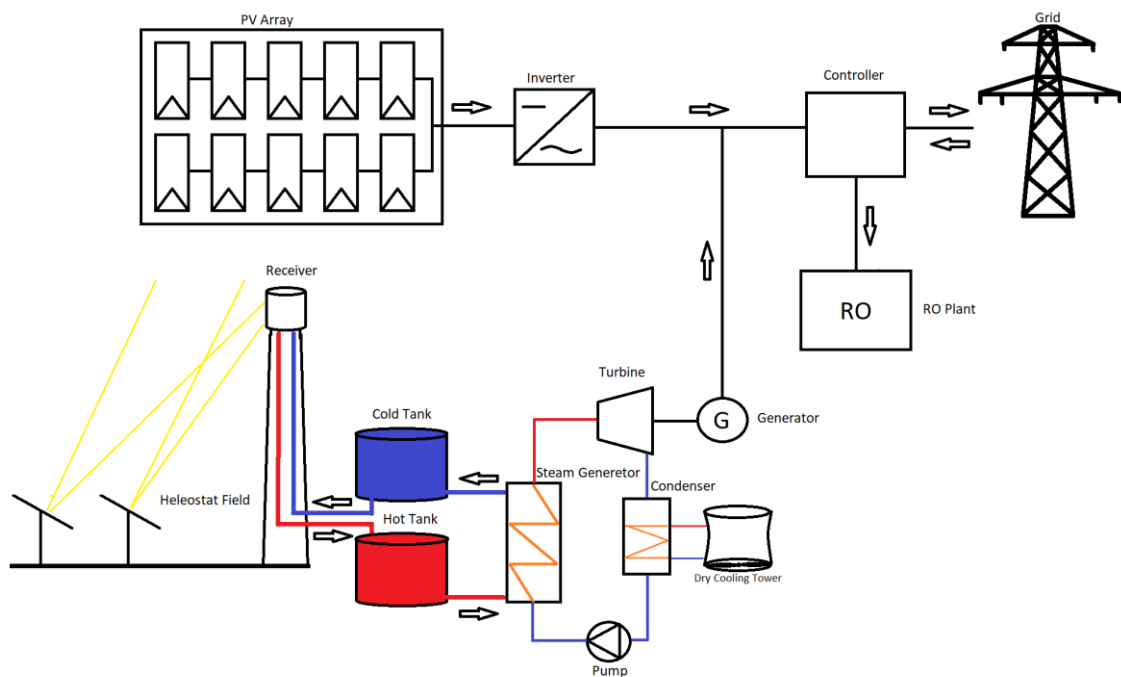 PV Array
Grid
Inverter
Controller
Receiver
RO
RO Plant
Turbine
G
Generator
Cold Tank
Steam Generetor
Condenser
Heleostat Field
Hot Tank
Dry Cooling Tower
Pump